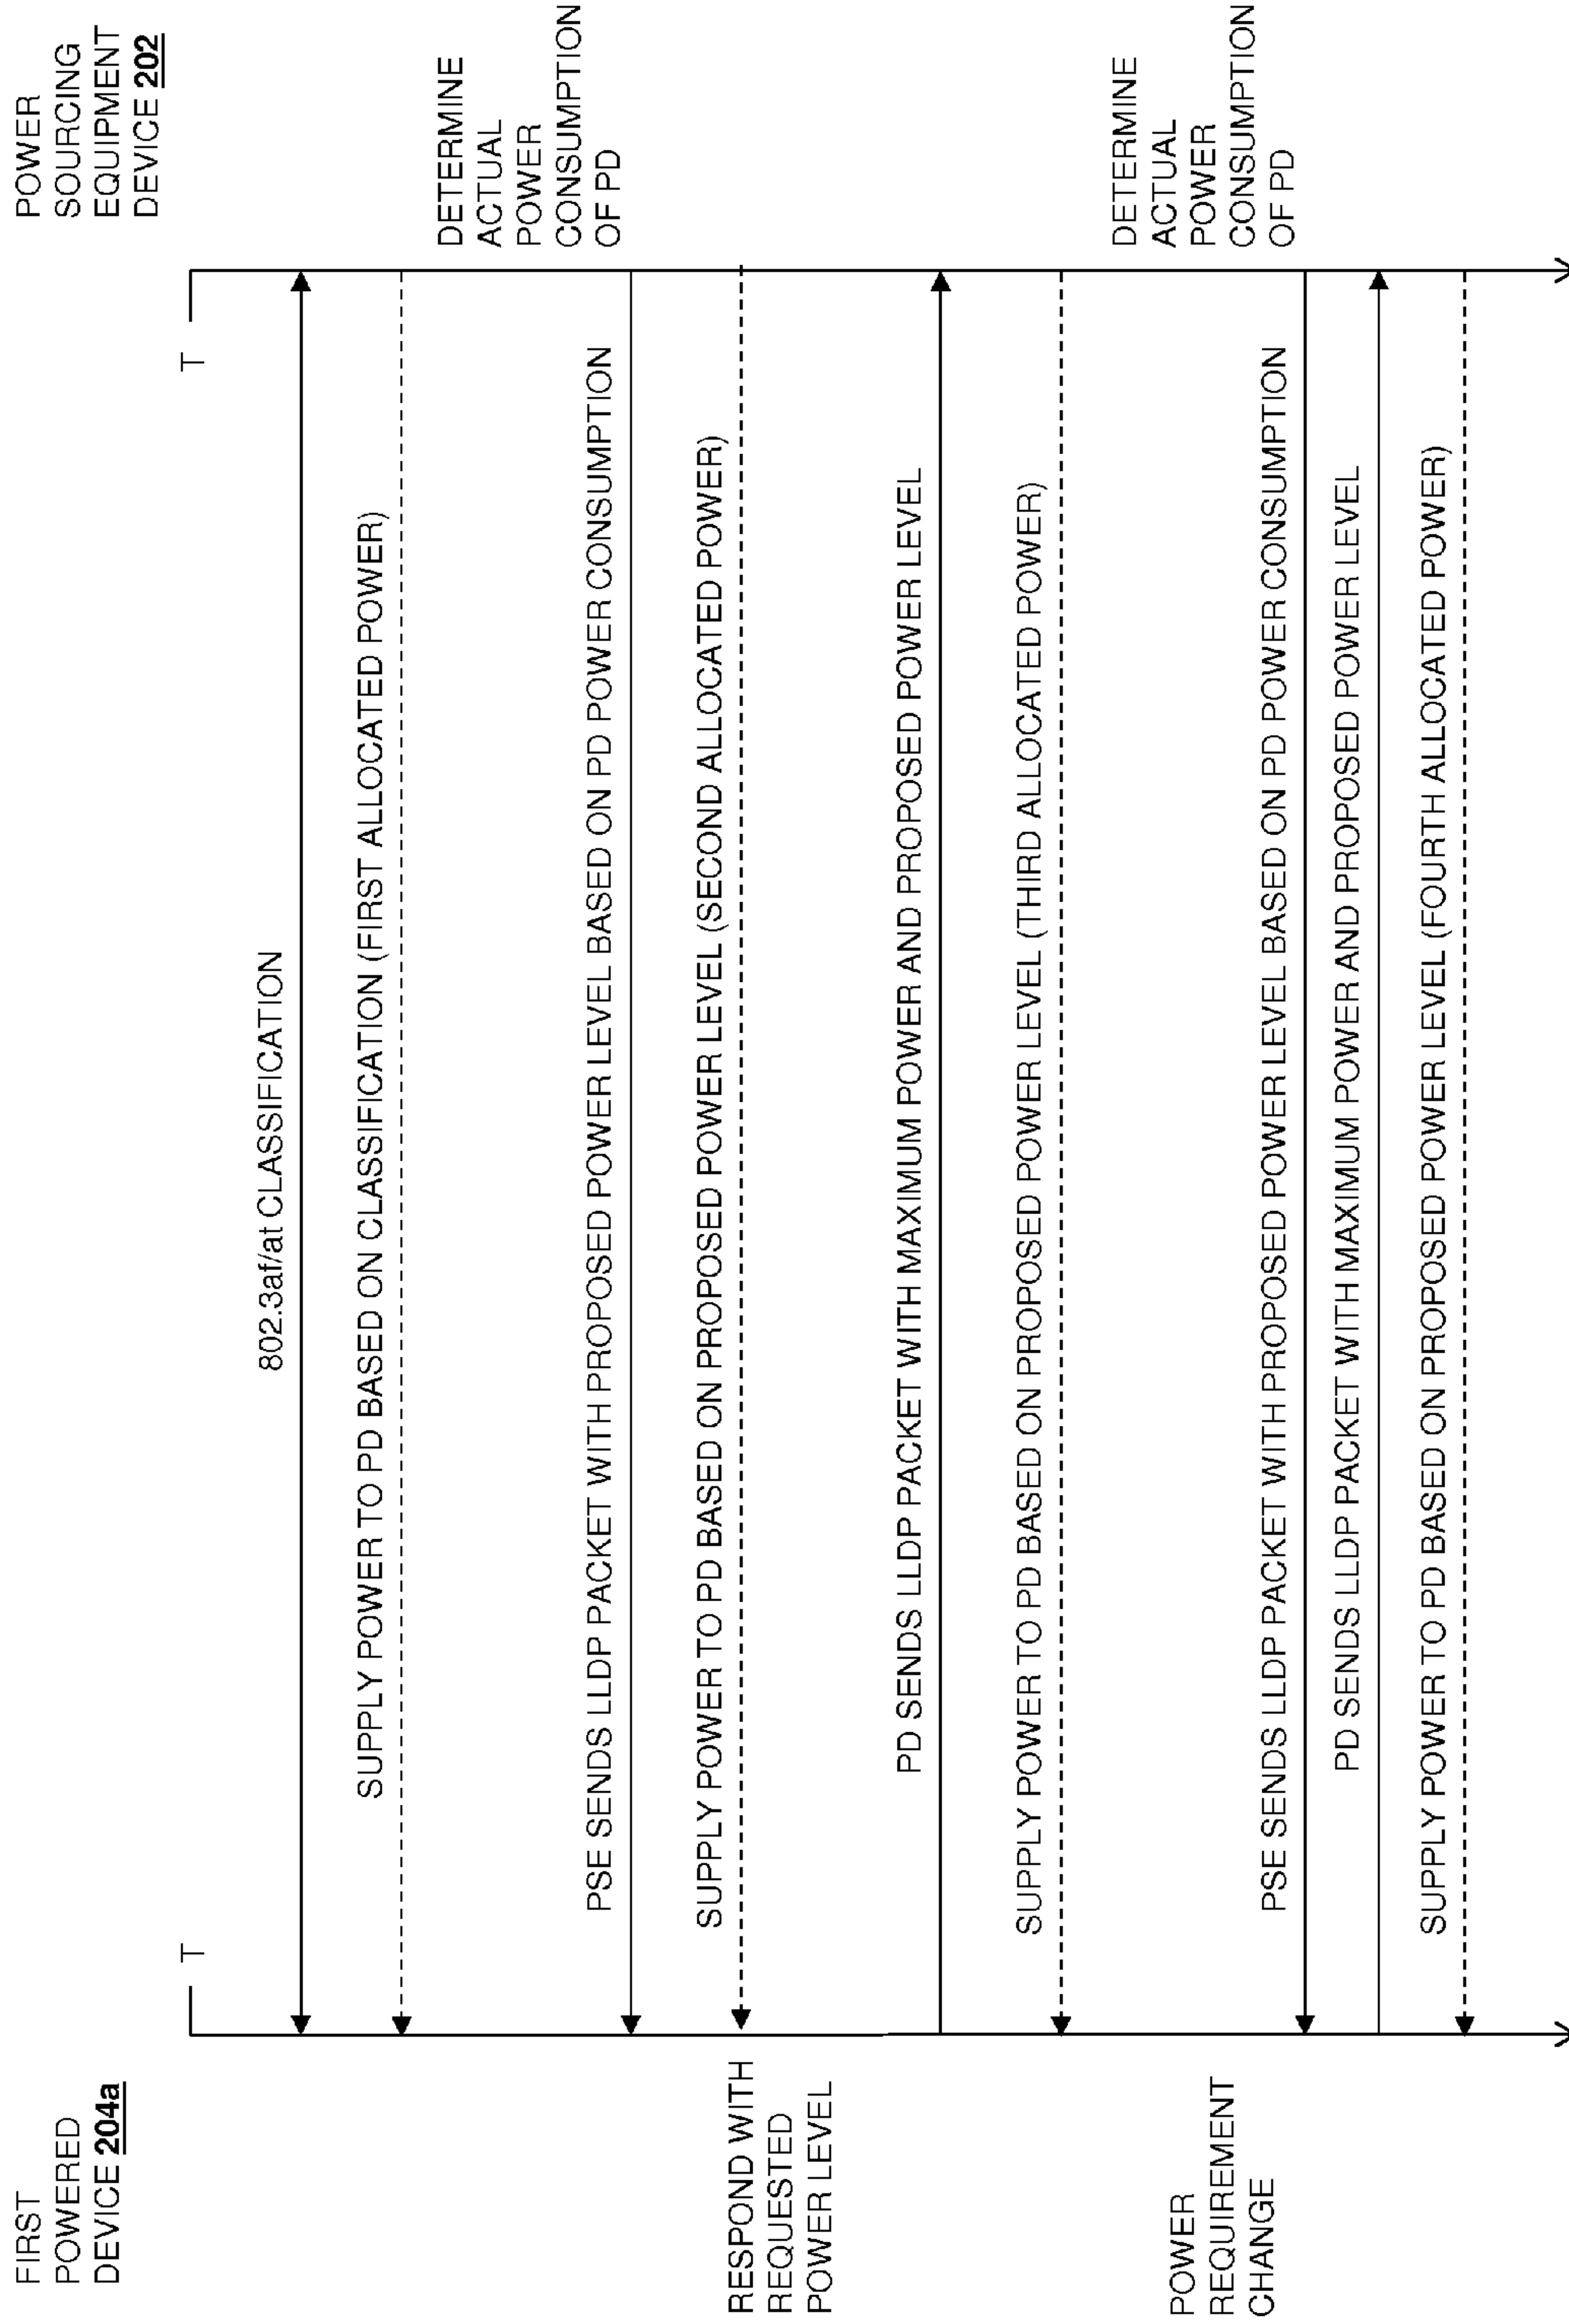 FIRST
POWERED
DEVICE 204a
POWER
SOURCING
EQUIPMENT
DEVICE 202
T
T
802.3af/at CLASSIFICATION
SUPPLY POWER TO PD BASED ON CLASSIFICATION (FIRST ALLOCATED POWER)
DETERMINE
ACTUAL
POWER
CONSUMPTION
OF PD
PSE SENDS LLDP PACKET WITH PROPOSED POWER LEVEL BASED ON PD POWER CONSUMPTION
SUPPLY POWER TO PD BASED ON PROPOSED POWER LEVEL (SECOND ALLOCATED POWER)
RESPOND WITH
REQUESTED
POWER LEVEL
PD SENDS LLDP PACKET WITH MAXIMUM POWER AND PROPOSED POWER LEVEL
SUPPLY POWER TO PD BASED ON PROPOSED POWER LEVEL (THIRD ALLOCATED POWER)
POWER
REQUIREMENT
CHANGE
DETERMINE
ACTUAL
POWER
CONSUMPTION
OF PD
PSE SENDS LLDP PACKET WITH PROPOSED POWER LEVEL BASED ON PD POWER CONSUMPTION
PD SENDS LLDP PACKET WITH MAXIMUM POWER AND PROPOSED POWER LEVEL
SUPPLY POWER TO PD BASED ON PROPOSED POWER LEVEL (FOURTH ALLOCATED POWER)